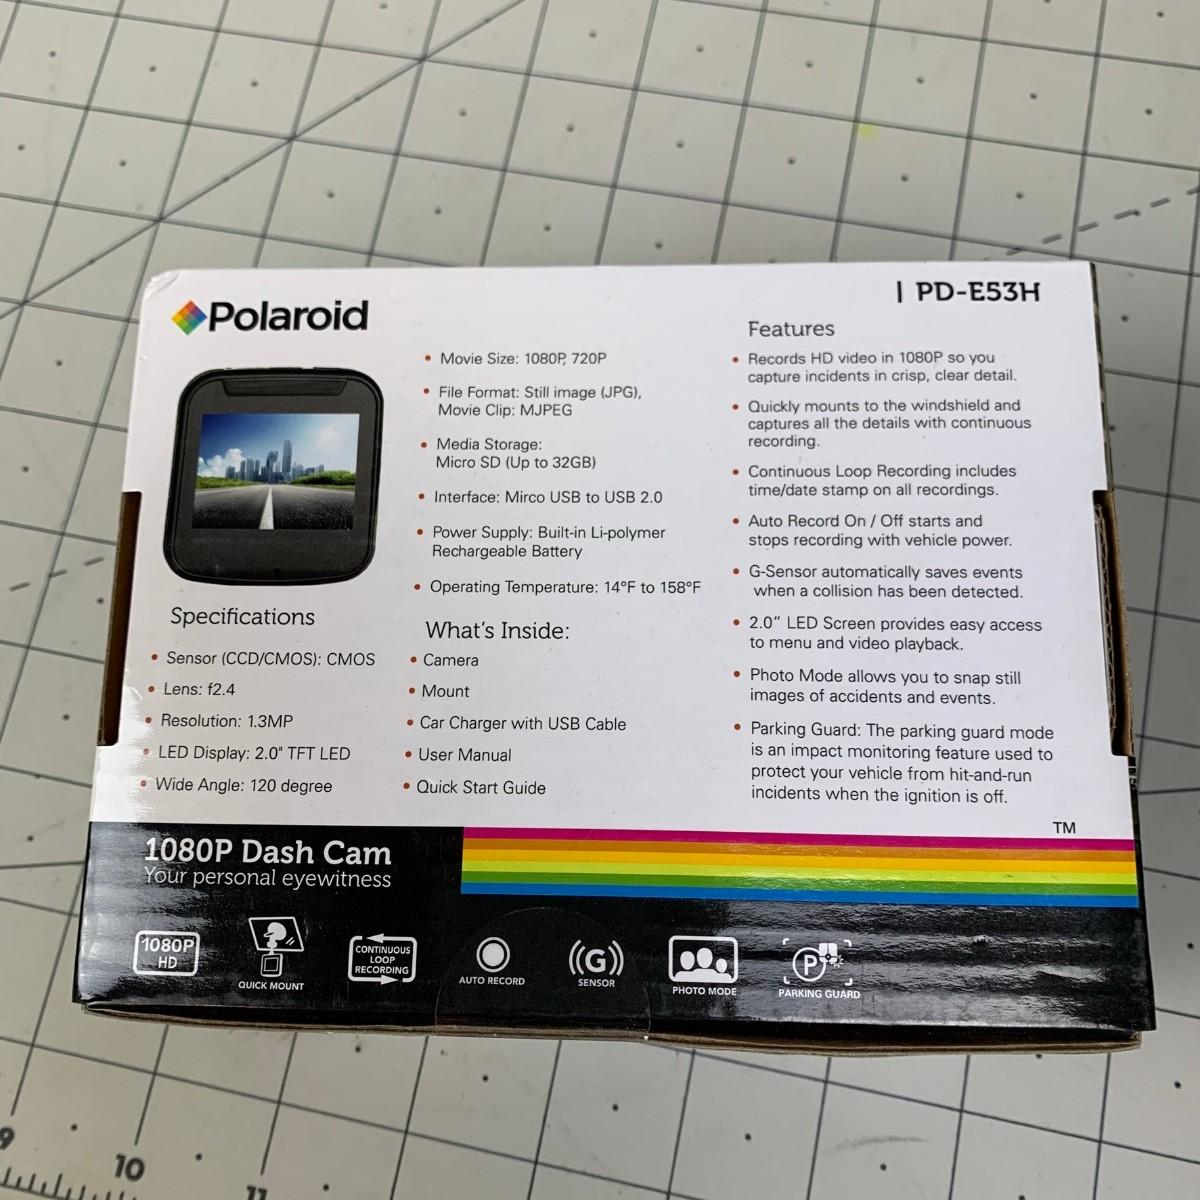 Polaroid
| PD-E53H
• Movie Size: 1080P, 720P
• File Format: Still image (JPG),
Movie Clip: MJPEG
• Media Storage:
Micro SD (Up to 32GB)
• Interface: Mirco USB to USB 2.0
• Power Supply: Built-in Li-polymer
Rechargeable Battery
• Operating Temperature: 14°F to 158°F
Specifications
• Sensor (CCD/CMOS): CMOS
• Lens: f2.4
• Resolution: 1.3MP
• LED Display: 2.0" TFT LED
• Wide Angle: 120 degree
What's Inside:
• Camera
• Mount
• Car Charger with USB Cable
• User Manual
• Quick Start Guide
Features
• Records HD video in 1080P so you
capture incidents in crisp, clear detail.
• Quickly mounts to the windshield and
captures all the details with continuous
recording.
• Continuous Loop Recording includes
time/date stamp on all recordings.
• Auto Record On / Off starts and
stops recording with vehicle power.
• G-Sensor automatically saves events
when a collision has been detected.
• 2.0" LED Screen provides easy access
to menu and video playback.
• Photo Mode allows you to snap still
images of accidents and events.
• Parking Guard: The parking guard mode
is an impact monitoring feature used to
protect your vehicle from hit-and-run
incidents when the ignition is off.
TM
1080P Dash Cam
Your personal eyewitness
1080P
HD
QUICK MOUNT
CONTINUOUS
LOOP
RECORDING
AUTO RECORD
G
SENSOR
PHOTO MODE
P
PARKING GUARD
9
10
11